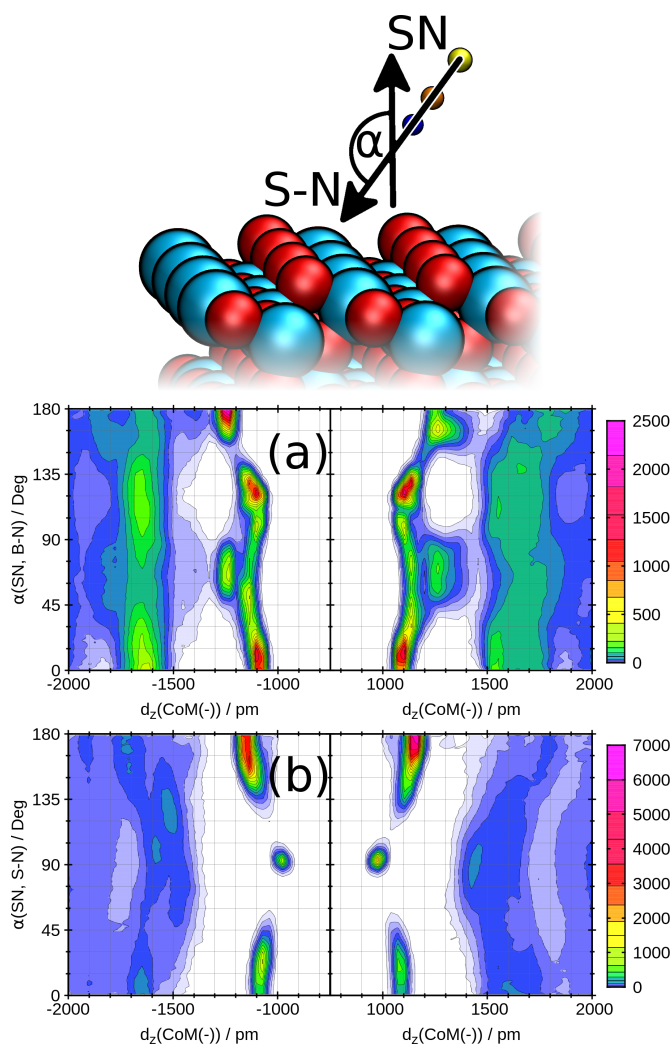 SN
α
S-N
180
135
90
45
0
α(SN, B-N) / Deg
(a)
-2000 -1500 -1000 1000 1500 2000
d_z(CoM(-)) / pm d_z(CoM(-)) / pm
2500
2000
1500
1000
500
0
180
135
90
45
0
α(SN, S-N) / Deg
(b)
-2000 -1500 -1000 1000 1500 2000
d_z(CoM(-)) / pm d_z(CoM(-)) / pm
7000
6000
5000
4000
3000
2000
1000
0